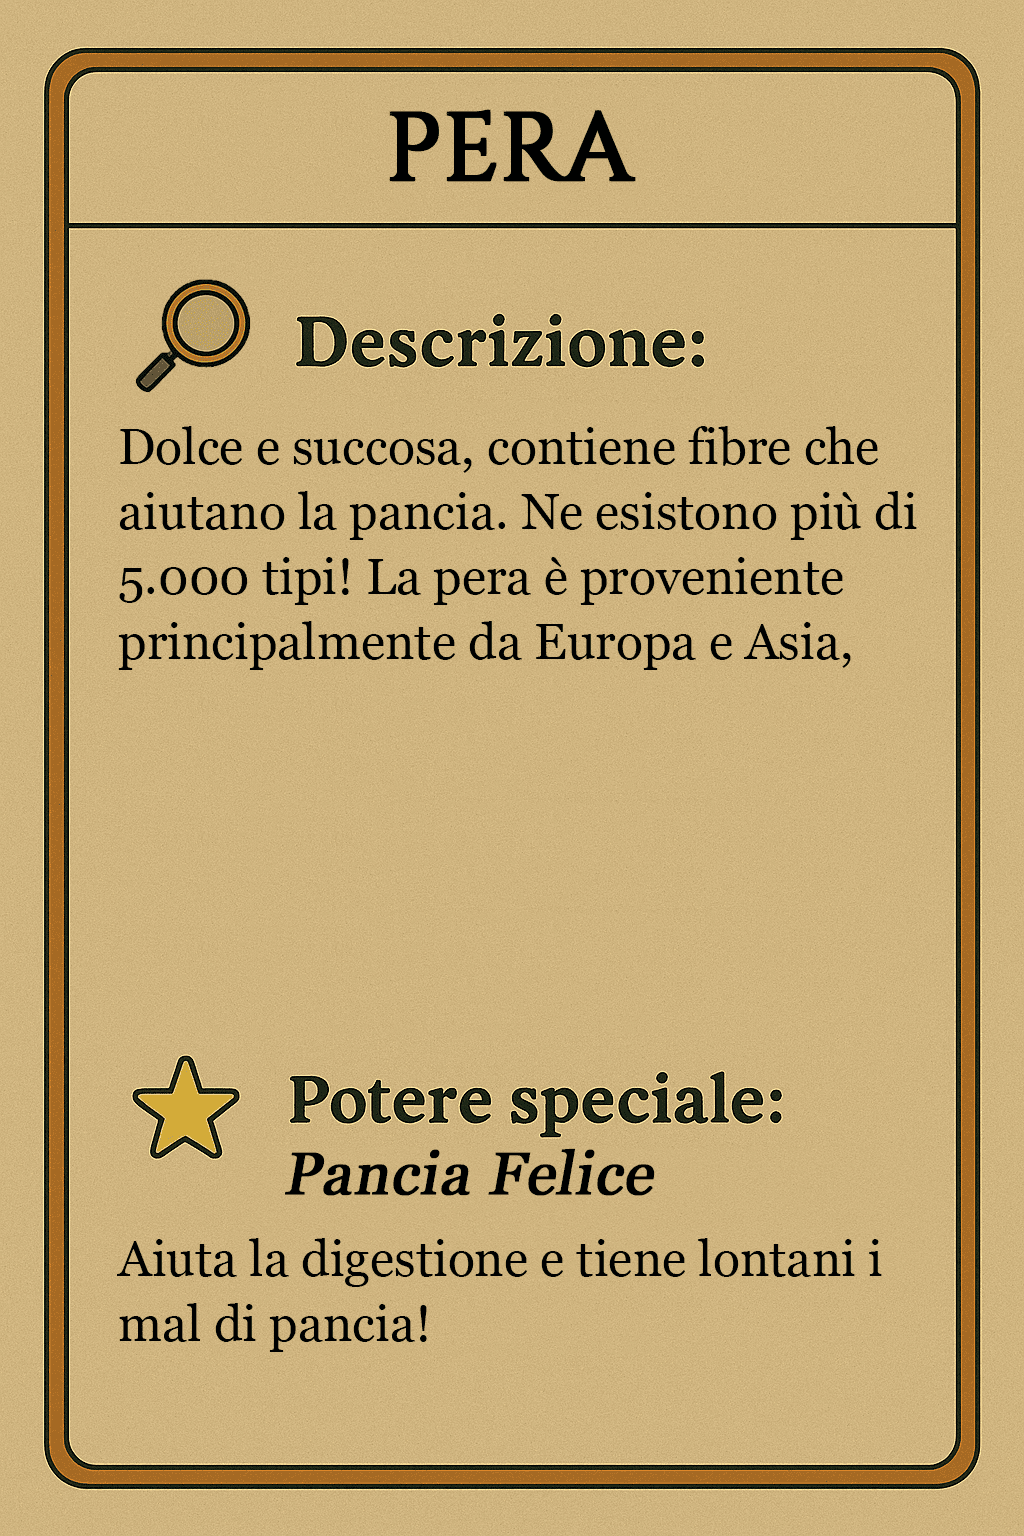 PERA
Descrizione:
Dolce e succosa, contiene fibre che
aiutano la pancia. Ne esistono più di
5.000 tipi! La pera è proveniente
principalmente da Europa e Asia,
Potere speciale:
Pancia Felice
Aiuta la digestione e tiene lontani i
mal di pancia!